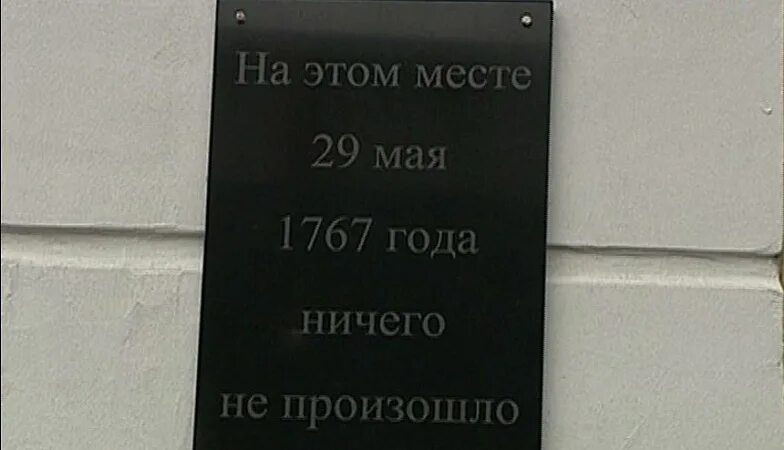 На этом месте
29 мая
1767 года
ничего
не произошло